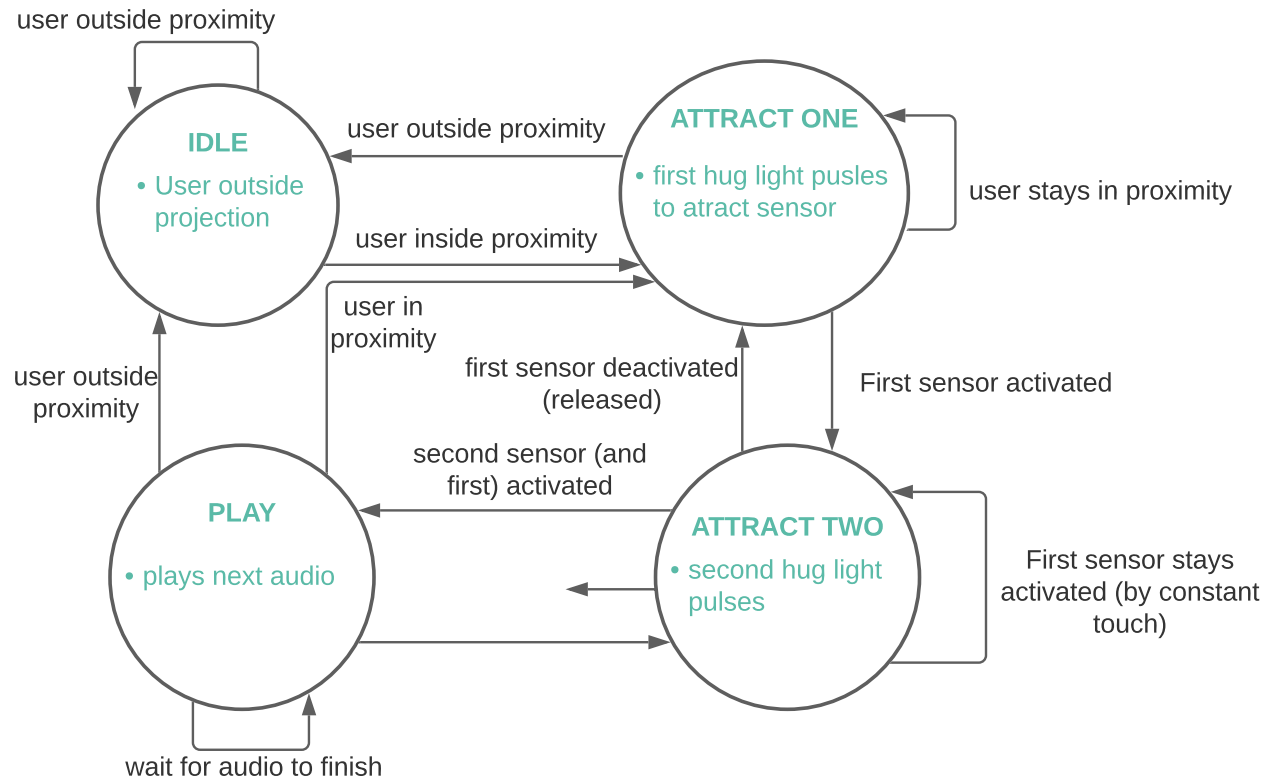 user outside proximity
IDLE
• User outside
projection
user outside proximity
ATTRACT ONE
• first hug light pusles
to atract sensor
user stays in proximity
user inside proximity
user in
proximity
user outside
proximity
first sensor deactivated
(released)
First sensor activated
second sensor (and
first) activated
PLAY
• plays next audio
ATTRACT TWO
• second hug light
pulses
First sensor stays
activated (by constant
touch)
wait for audio to finish